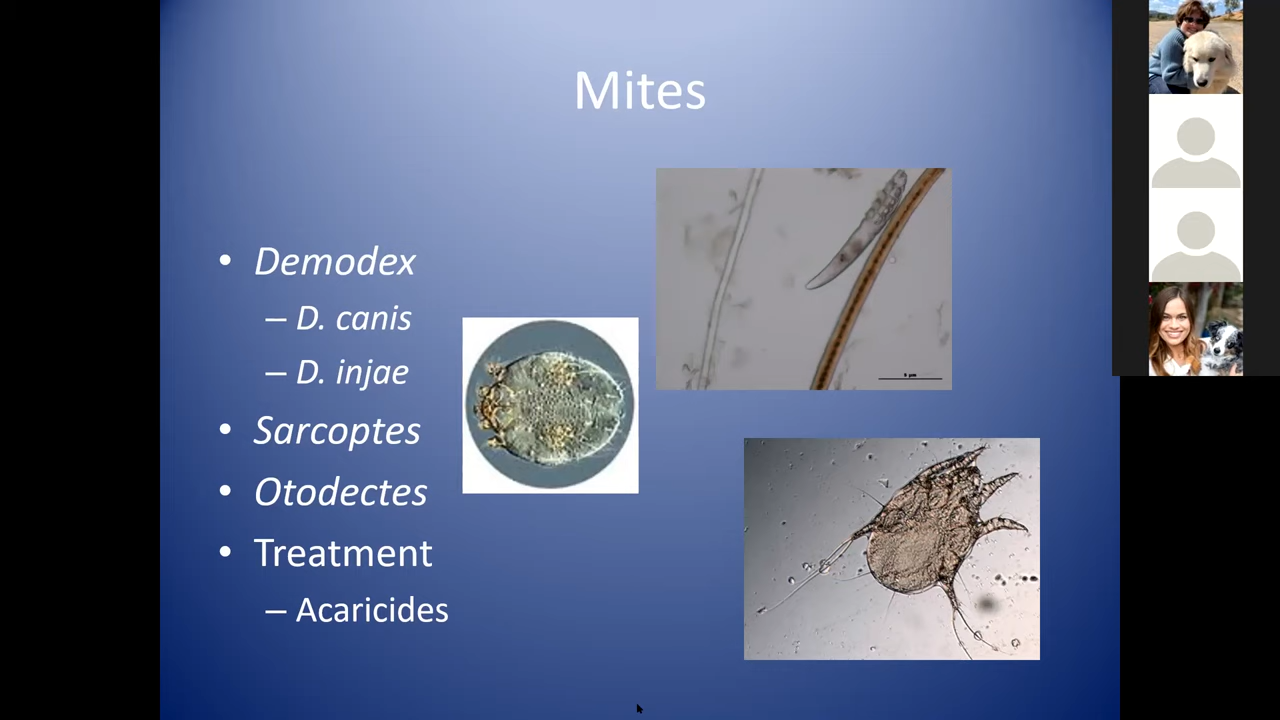 Mites
• Demodex
– D. canis
– D. injae
• Sarcoptes
• Otodectes
• Treatment
– Acaricides